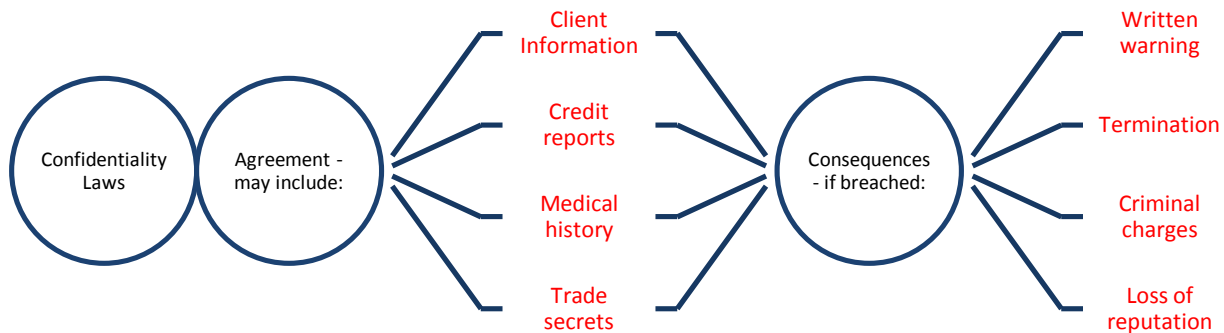 Confidentiality
Laws
Agreement -
may include:
Client
Information
Credit
reports
Medical
history
Trade
secrets
Consequences
- if breached:
Written
warning
Termination
Criminal
charges
Loss of
reputation